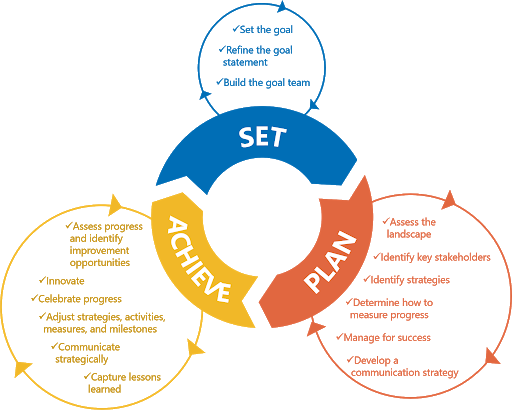 ✓Set the goal
✓Refine the goal
statement
✓Build the goal team
SET
PLAN
✓Assess the
landscape
✓Identify key stakeholders
✓Identify strategies
✓Determine how to
measure progress
✓Manage for success
✓Develop a
communication strategy
ACHIEVE
✓Assess progress
and identify
improvement
opportunities
✓Innovate
✓Celebrate progress
✓Adjust strategies, activities,
measures, and milestones
✓Communicate
strategically
✓Capture lessons
learned